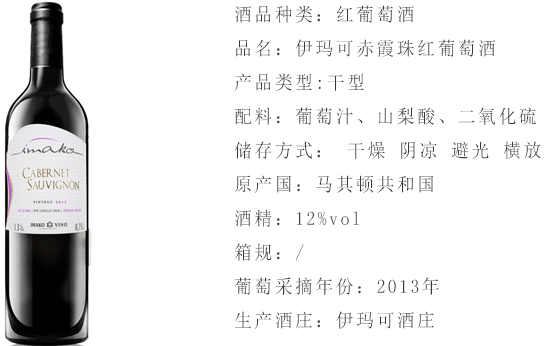 imako
CABERNET
SAUVIGNON
VINTAGE 2013
IMAKO VINO
0,75L
酒品种类：红葡萄酒
品名：伊玛可赤霞珠红葡萄酒
产品类型:干型
配料：葡萄汁、山梨酸、二氧化硫
储存方式： 干燥 阴凉 避光 横放
原产国：马其顿共和国
酒精：12%vol
箱规：/
葡萄采摘年份：2013年
生产酒庄：伊玛可酒庄